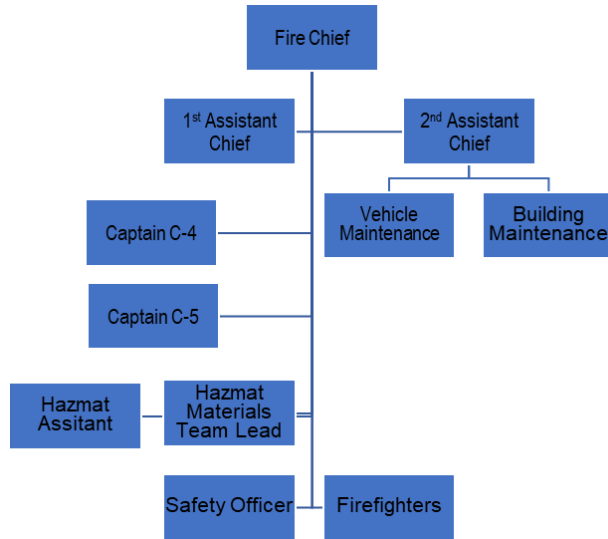 Fire Chief
1st Assistant
Chief
2nd Assistant
Chief
Vehicle
Maintenance
Building
Maintenance
Captain C-4
Captain C-5
Hazmat
Assitant
Hazmat
Materials
Team Lead
Safety Officer
Firefighters